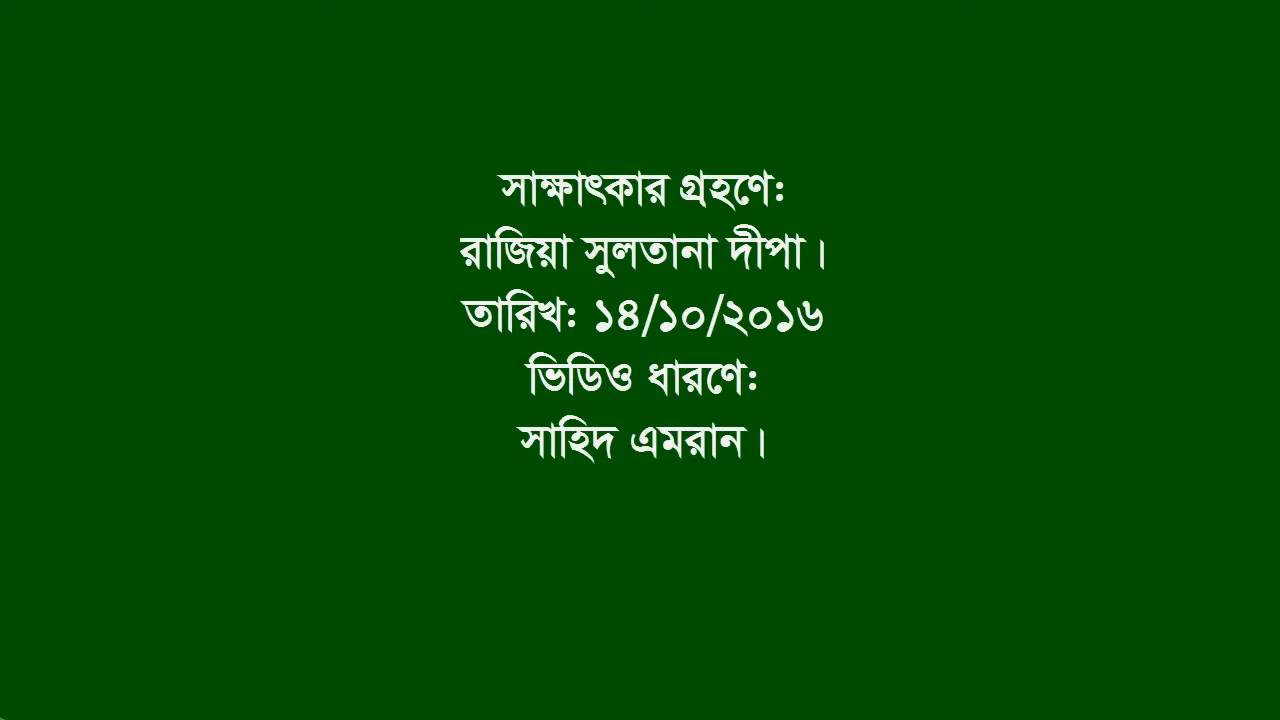 সাক্ষাৎকার গ্রহণে:
রাজিয়া সুলতানা দীপা।
তারিখ: ১৪/১০/২০১৬
ভিডিও ধারণে:
সাহিদ এমরান।